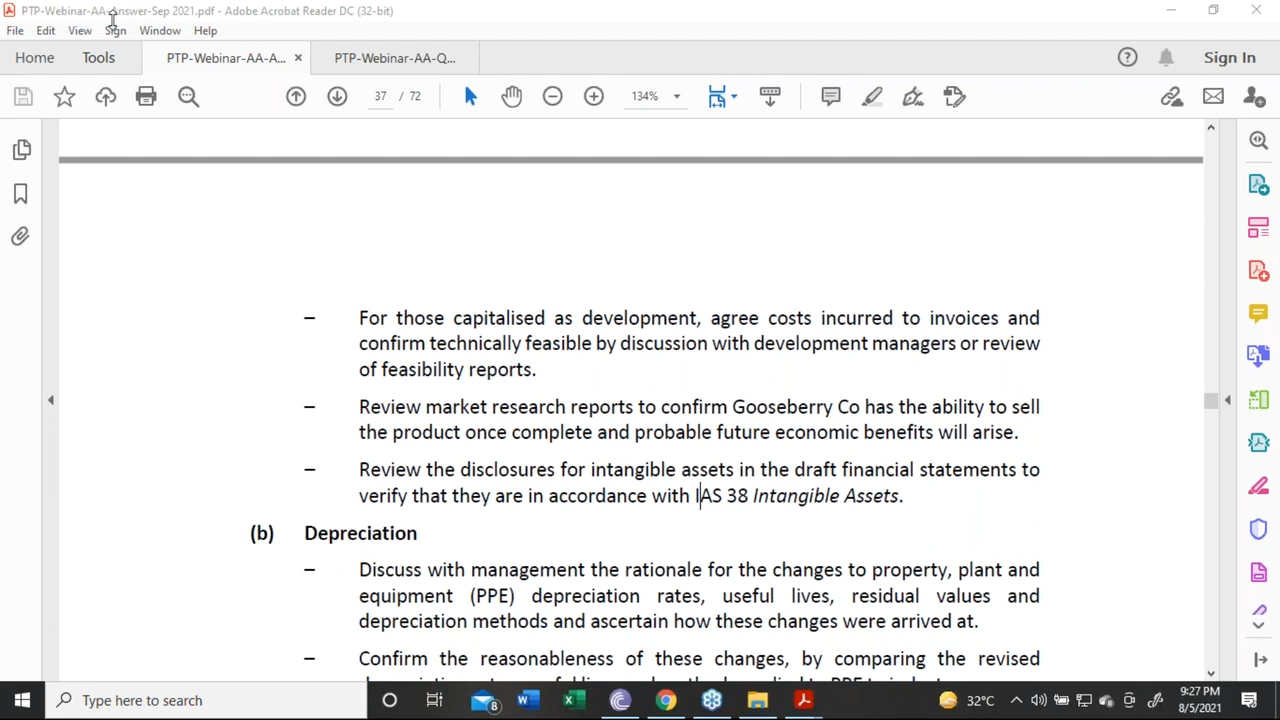 PTP-Webinar-AA-Answer-Sep 2021.pdf - Adobe Acrobat Reader DC (32-bit)
File Edit View Sign Window Help
Home Tools PTP-Webinar-AA-A... × PTP-Webinar-AA-Q... Sign In
37 / 72 134%
– For those capitalised as development, agree costs incurred to invoices and
confirm technically feasible by discussion with development managers or review
of feasibility reports.
– Review market research reports to confirm Gooseberry Co has the ability to sell
the product once complete and probable future economic benefits will arise.
– Review the disclosures for intangible assets in the draft financial statements to
verify that they are in accordance with IAS 38 Intangible Assets.
(b) Depreciation
– Discuss with management the rationale for the changes to property, plant and
equipment (PPE) depreciation rates, useful lives, residual values and
depreciation methods and ascertain how these changes were arrived at.
– Confirm the reasonableness of these changes, by comparing the revised
Type here to search 8 32°C 9:27 PM
8/5/2021